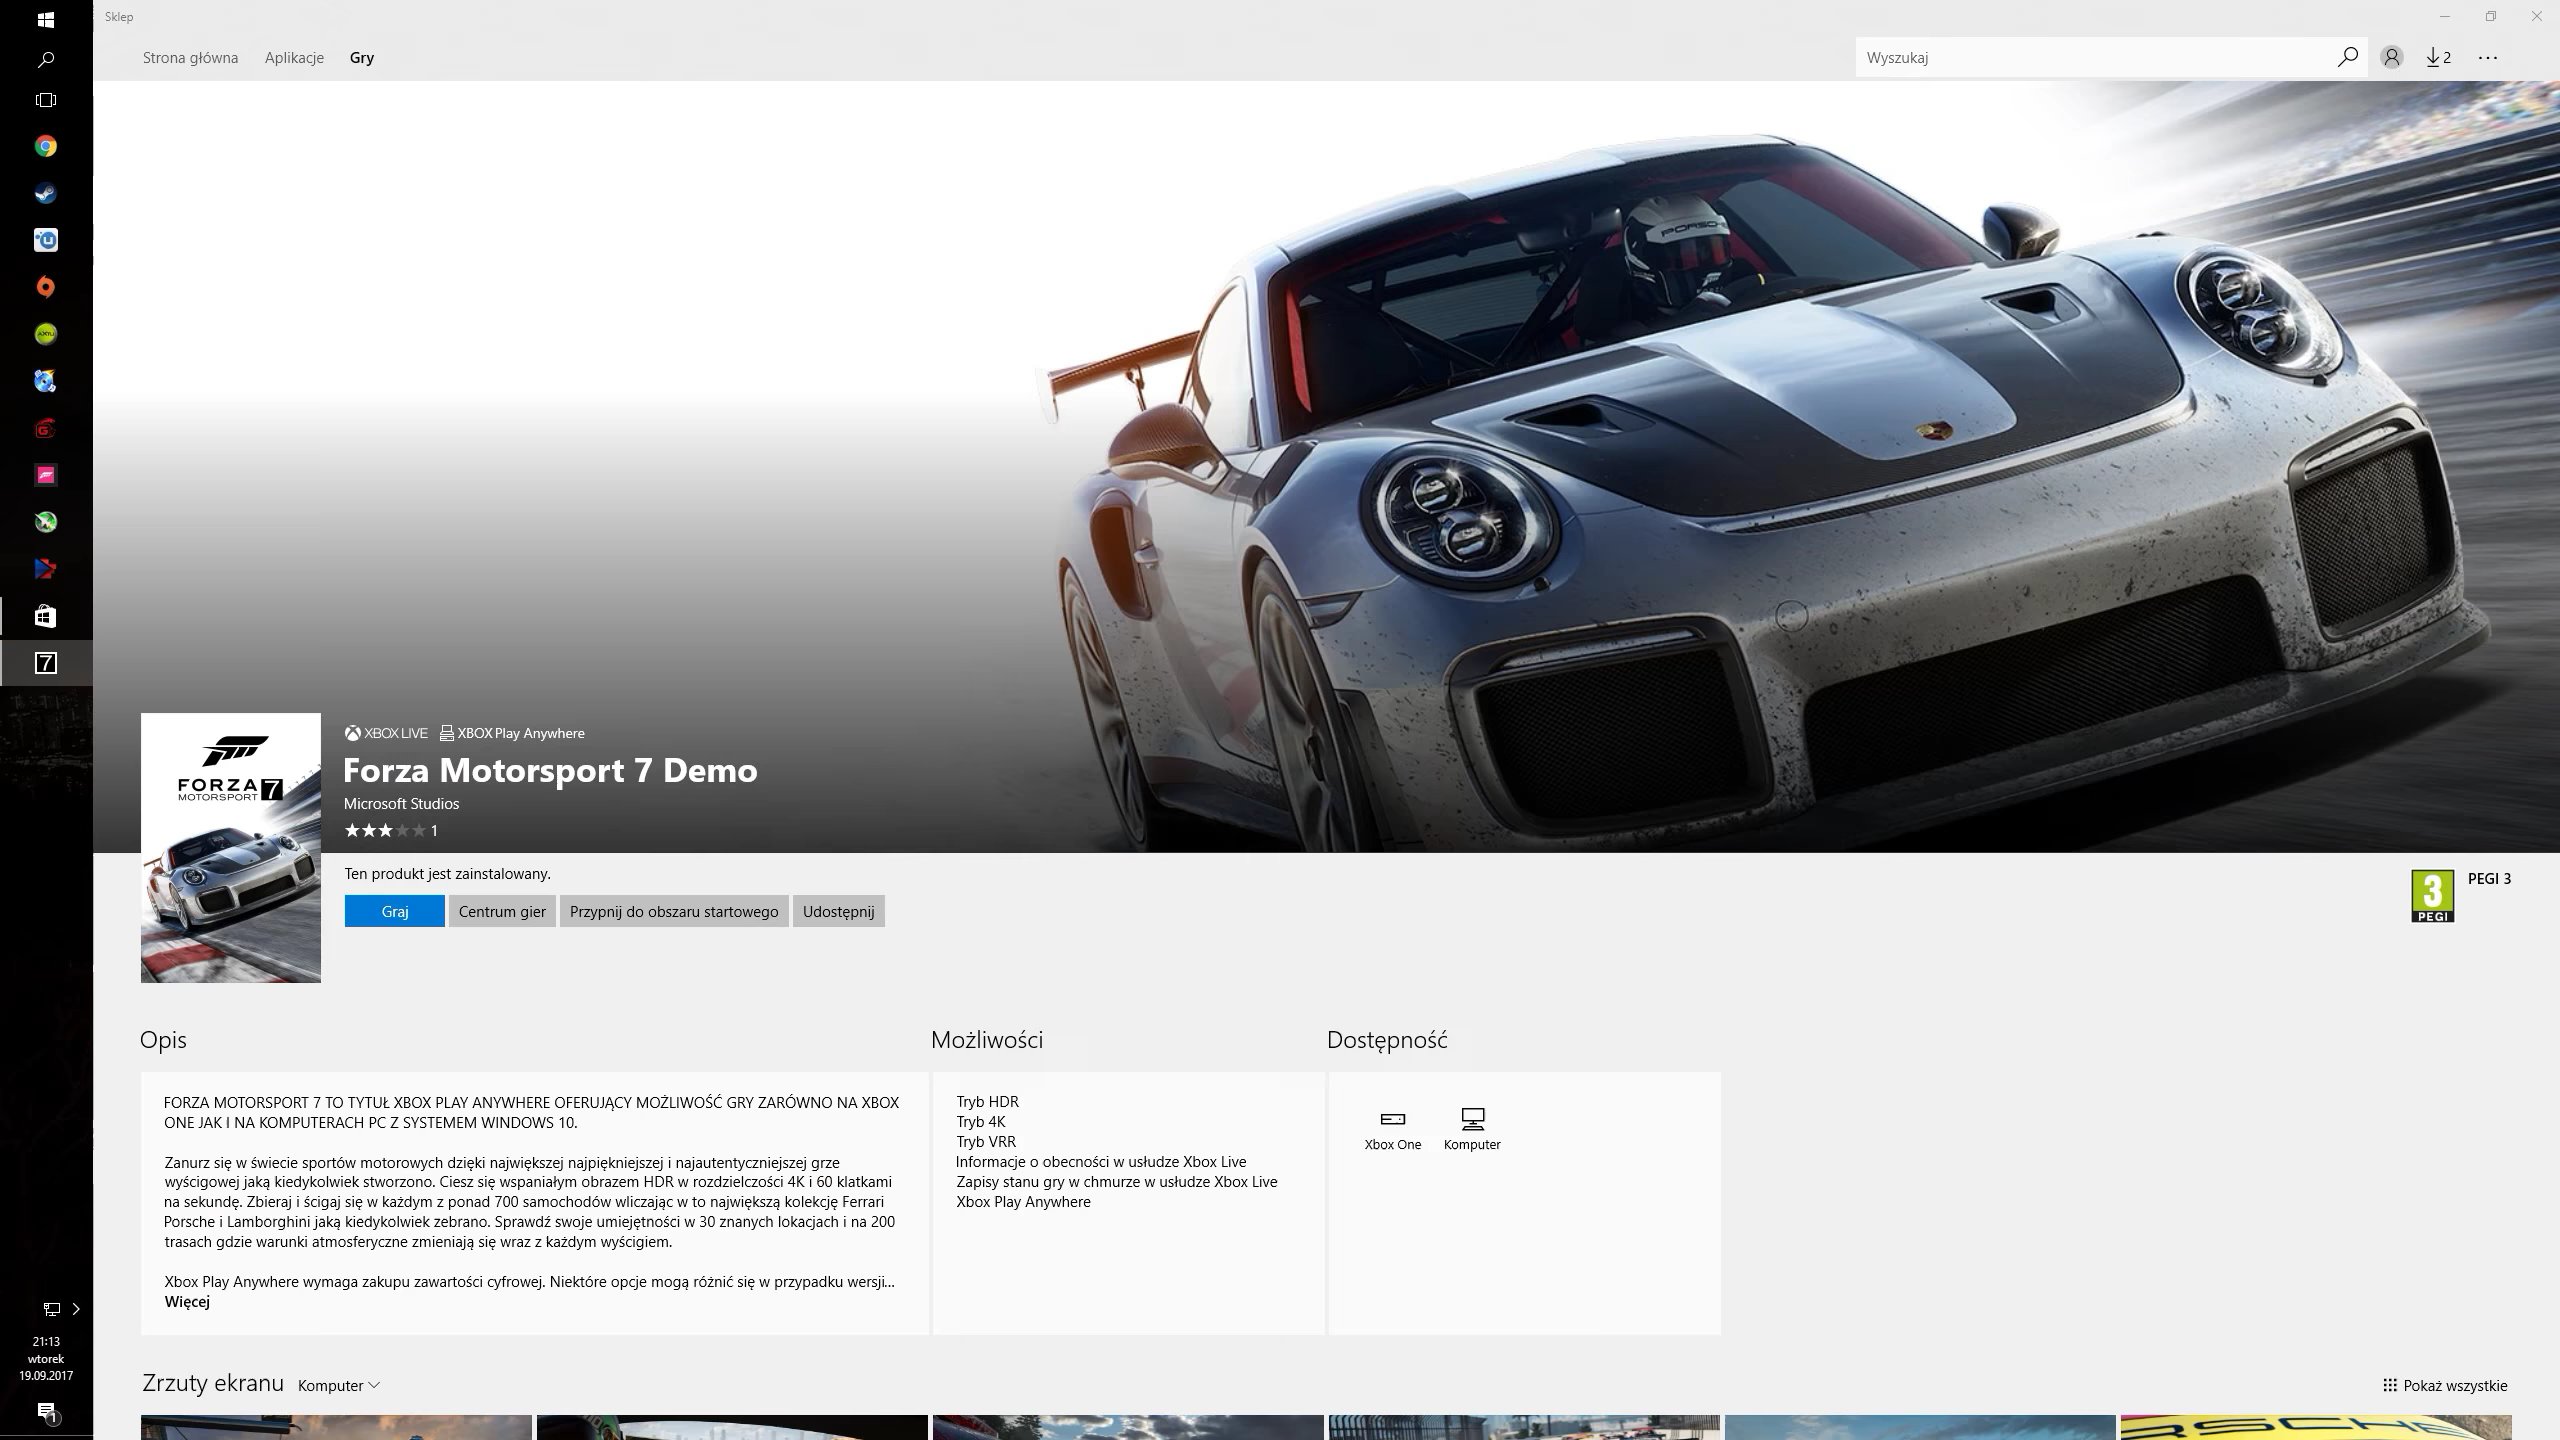 Sklep
Strona główna
Aplikacje
Gry
Wyszukaj
2
PORSCHE
XBOX LIVE
XBOX Play Anywhere
Forza Motorsport 7 Demo
Microsoft Studios
1
FORZA 7
MOTORSPORT
Ten produkt jest zainstalowany.
Graj
Centrum gier
Przypnij do obszaru startowego
Udostępnij
3
PEGI
PEGI 3
Opis
FORZA MOTORSPORT 7 TO TYTUŁ XBOX PLAY ANYWHERE OFERUJĄCY MOŻLIWOŚĆ GRY ZARÓWNO NA XBOX
ONE JAK I NA KOMPUTERACH PC Z SYSTEMEM WINDOWS 10.
Zanurz się w świecie sportów motorowych dzięki największej najpiękniejszej i najautentyczniejszej grze
wyścigowej jaką kiedykolwiek stworzono. Ciesz się wspaniałym obrazem HDR w rozdzielczości 4K i 60 klatkami
na sekundę. Zbieraj i ścigaj się w każdym z ponad 700 samochodów wliczając w to największą kolekcję Ferrari
Porsche i Lamborghini jaką kiedykolwiek zebrano. Sprawdź swoje umiejętności w 30 znanych lokacjach i na 200
trasach gdzie warunki atmosferyczne zmieniają się wraz z każdym wyścigiem.
Xbox Play Anywhere wymaga zakupu zawartości cyfrowej. Niektóre opcje mogą różnić się w przypadku wersji...
Więcej
Możliwości
Tryb HDR
Tryb 4K
Tryb VRR
Informacje o obecności w usłudze Xbox Live
Zapisy stanu gry w chmurze w usłudze Xbox Live
Xbox Play Anywhere
Dostępność
Xbox One
Komputer
Zrzuty ekranu
Komputer
Pokaż wszystkie
7
21:13
wtorek
19.09.2017
1